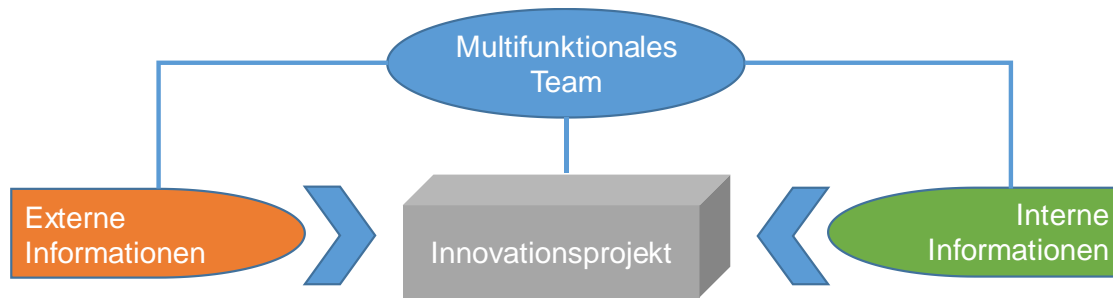 Multifunktionales
Team
Externe
Informationen
Innovationsprojekt
Interne
Informationen